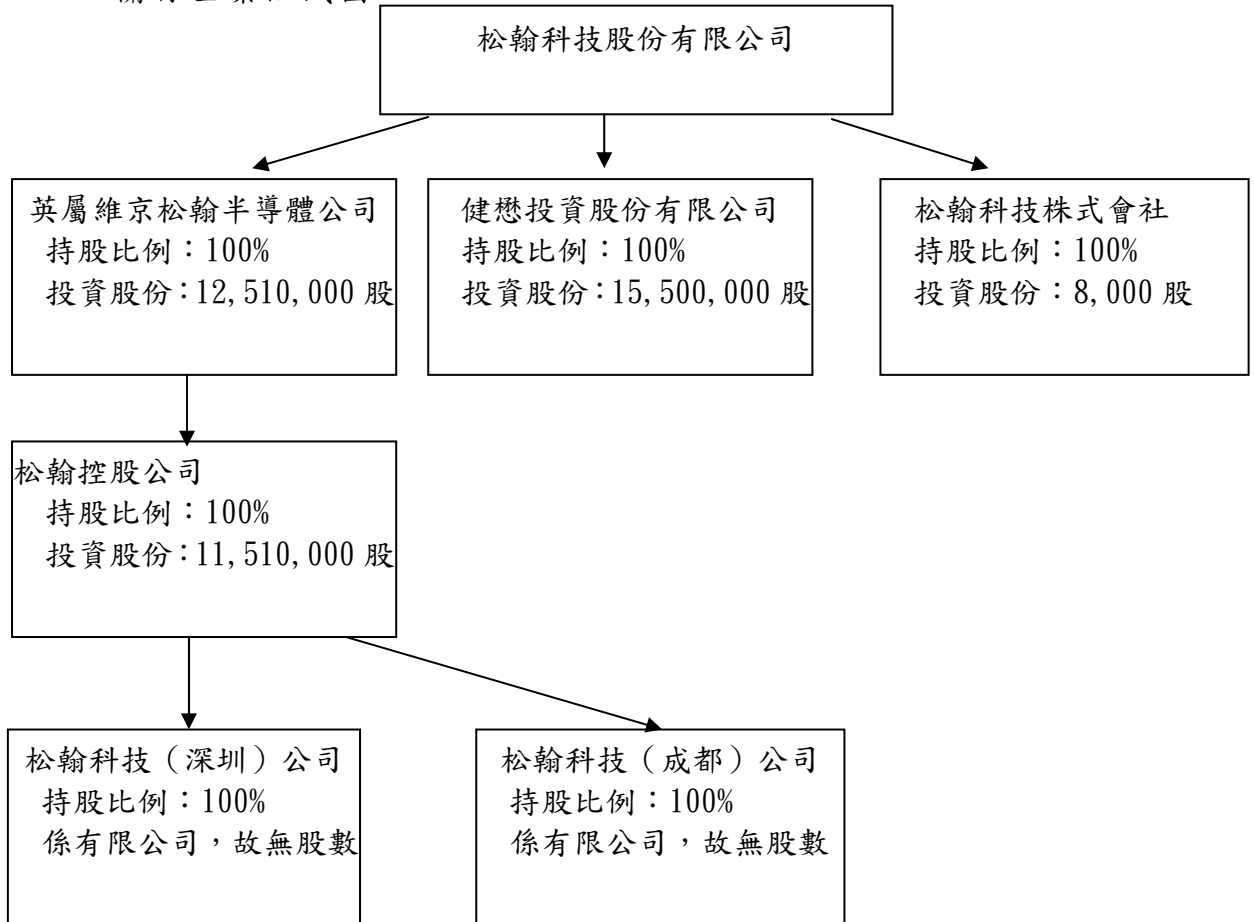 松翰科技股份有限公司
英屬維京松翰半導體公司
持股比例：100%
投資股份：12,510,000 股
健懋投資股份有限公司
持股比例：100%
投資股份：15,500,000 股
松翰科技株式會社
持股比例：100%
投資股份：8,000 股
松翰控股公司
持股比例：100%
投資股份：11,510,000 股
松翰科技（深圳）公司
持股比例：100%
係有限公司，故無股數
松翰科技（成都）公司
持股比例：100%
係有限公司，故無股數